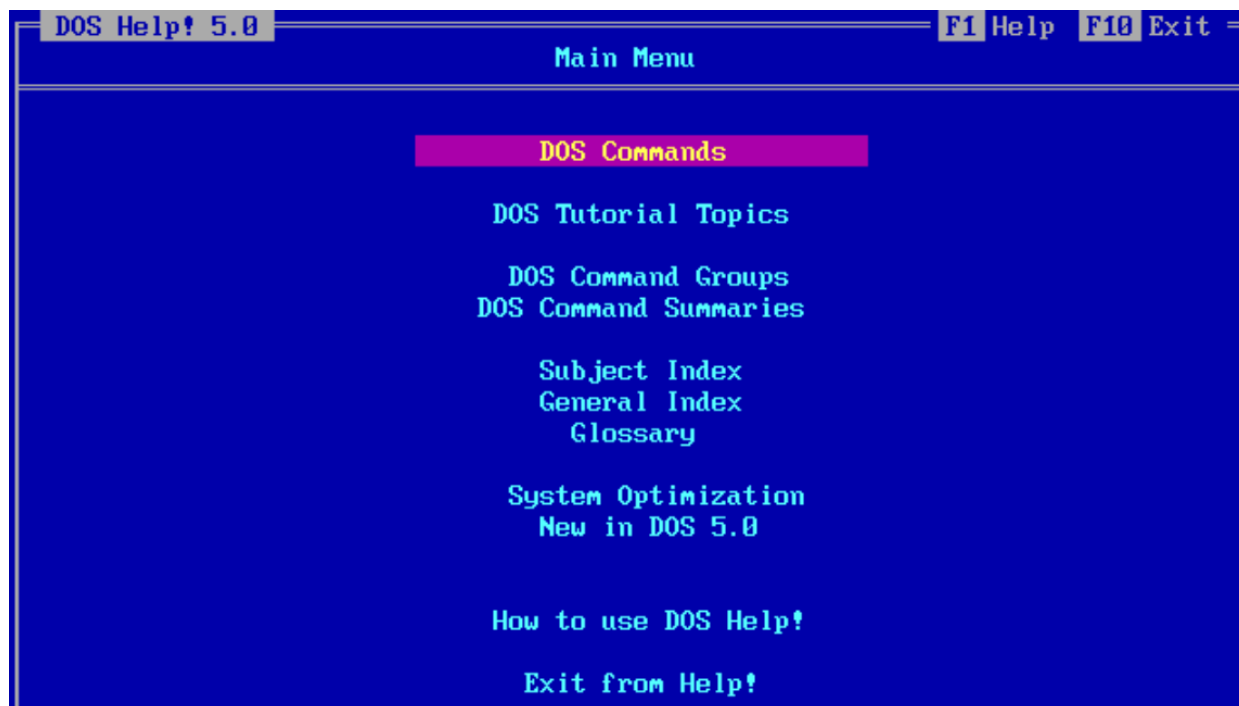 DOS Help! 5.0 F1 Help F10 Exit
Main Menu
DOS Commands
DOS Tutorial Topics
DOS Command Groups
DOS Command Summaries
Subject Index
General Index
Glossary
System Optimization
New in DOS 5.0
How to use DOS Help!
Exit from Help!